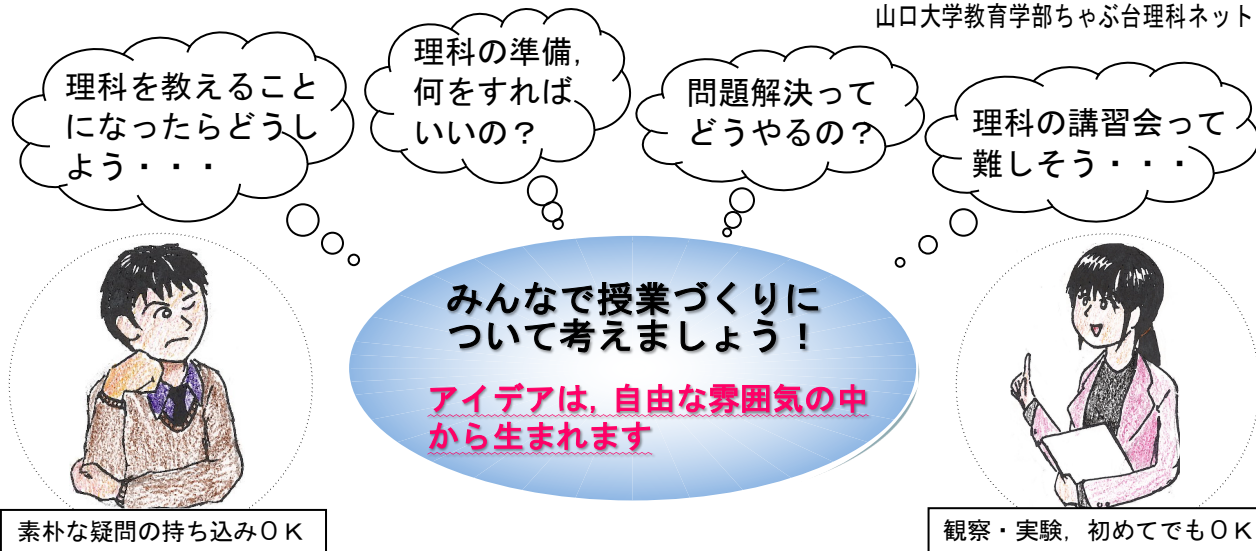 山口大学教育学部ちゃぶ台理科ネット
理科を教えること
になったらどうし
よう・・・
理科の準備，
何をすれば
いいの？
問題解決って
どうやるの？
理科の講習会って
難しそう・・・
みんなで授業づくりに
ついて考えましょう！
アイデアは，自由な雰囲気の中
から生まれます
素朴な疑問の持ち込みＯＫ
観察・実験，初めてでもＯＫ